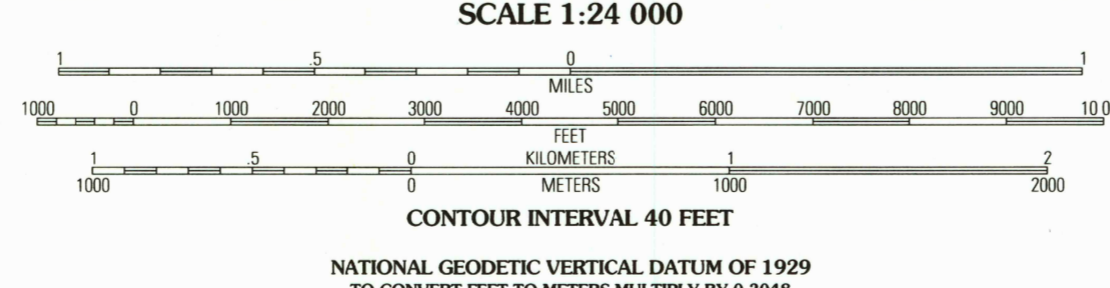 SCALE 1:24 000
1 .5 0 1
MILES
1000 0 1000 2000 3000 4000 5000 6000 7000 8000 9000 10 0
FEET
1 .5 0 KILOMETERS 1 2
1000 0 METERS 1000 2000
CONTOUR INTERVAL 40 FEET
NATIONAL GEODETIC VERTICAL DATUM OF 1929
TO CONVERT FEET TO METERS MULTIPLY BY 0.3048